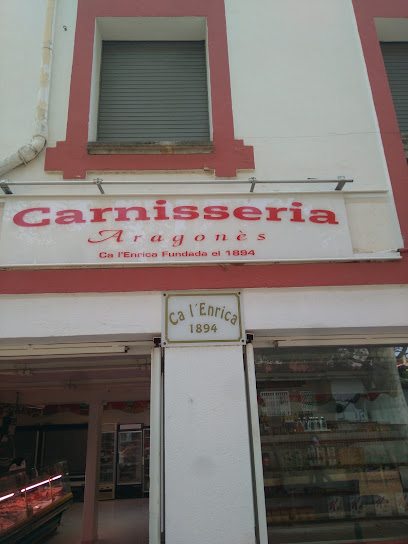 Carnisseria
Aragonès
Ca l'Enrica Fundada el 1894
Ca l'Enrica
1894